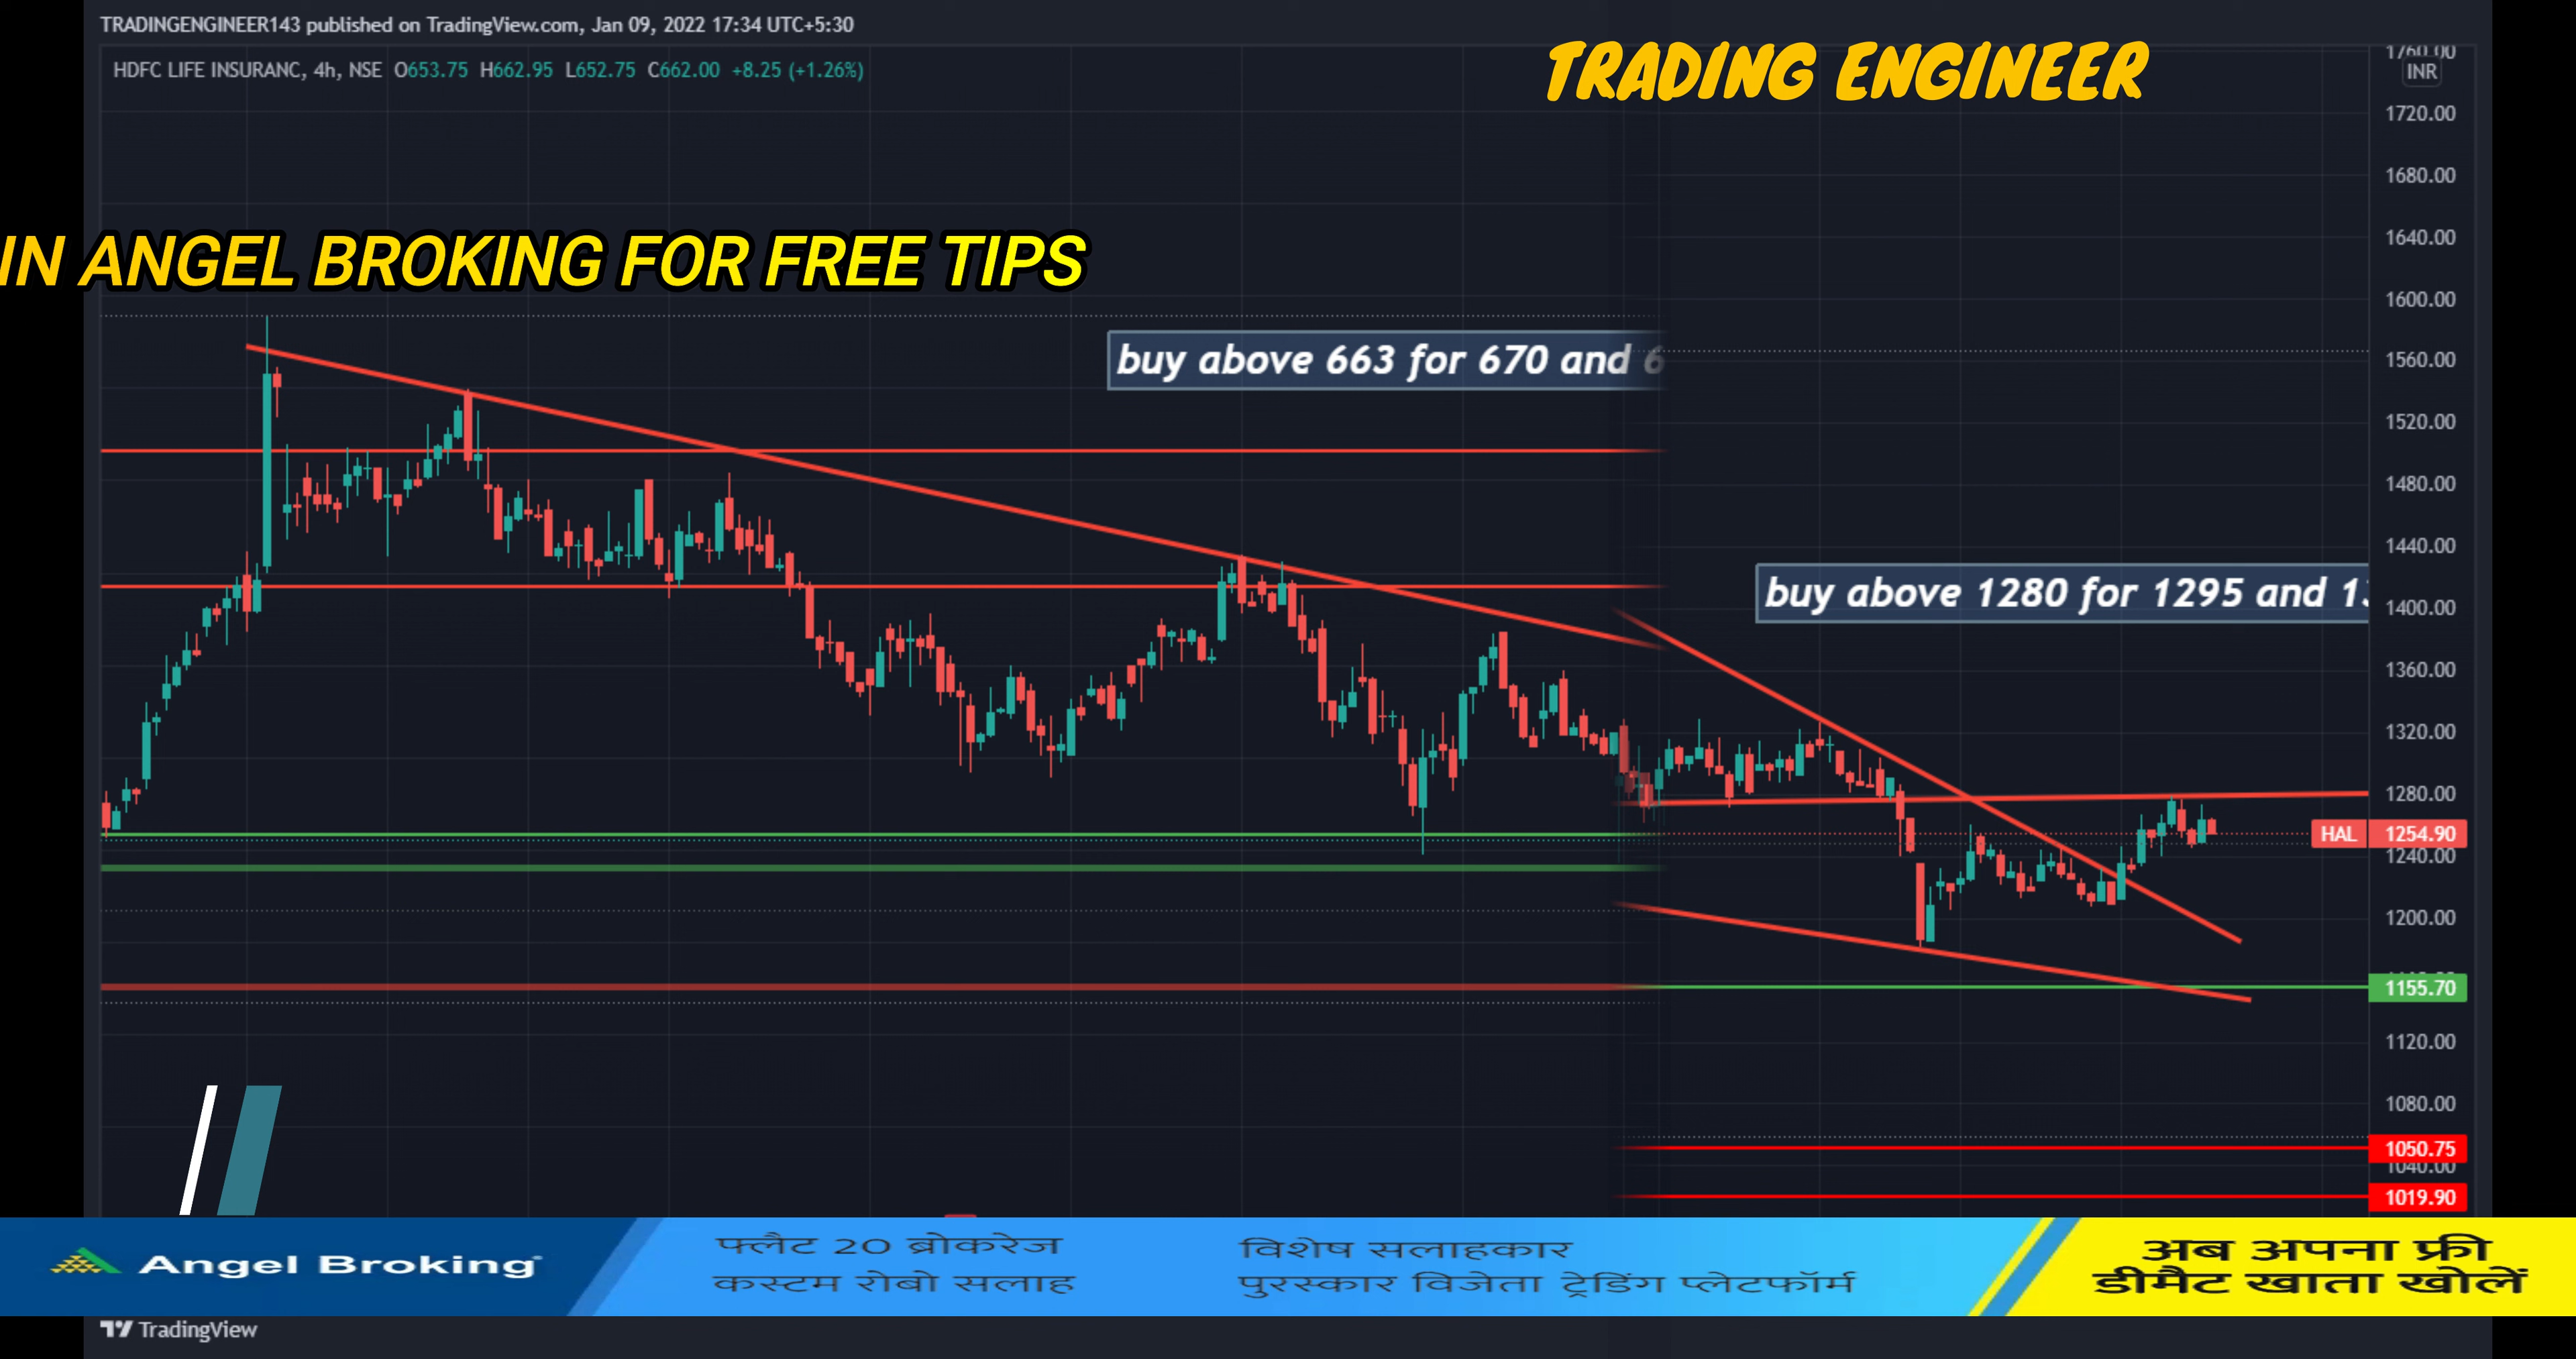 TRADINGENGINEER143 published on TradingView.com, Jan 09, 2022 17:34 UTC+5:30
HDFC LIFE INSURANC, 4h, NSE O653.75 H662.95 L652.75 C662.00 +8.25 (+1.26%)
TRADING ENGINEER
1760.00
INR
1720.00
1680.00
1640.00
IN ANGEL BROKING FOR FREE TIPS
1600.00
buy above 663 for 670 and
1560.00
1520.00
1480.00
1440.00
buy above 1280 for 1295 and
1400.00
1360.00
1320.00
1280.00
HAL 1254.90
1240.00
1200.00
1155.70
1120.00
1080.00
1050.75
1040.00
1019.90
Angel Broking
फ्लैट 20 ब्रोकरेज
कस्टम रोबो सलाह
विशेष सलाहकार
पुरस्कार विजेता ट्रेडिंग प्लेटफॉर्म
अब अपना फ्री
डीमैट खाता खोलें
TradingView